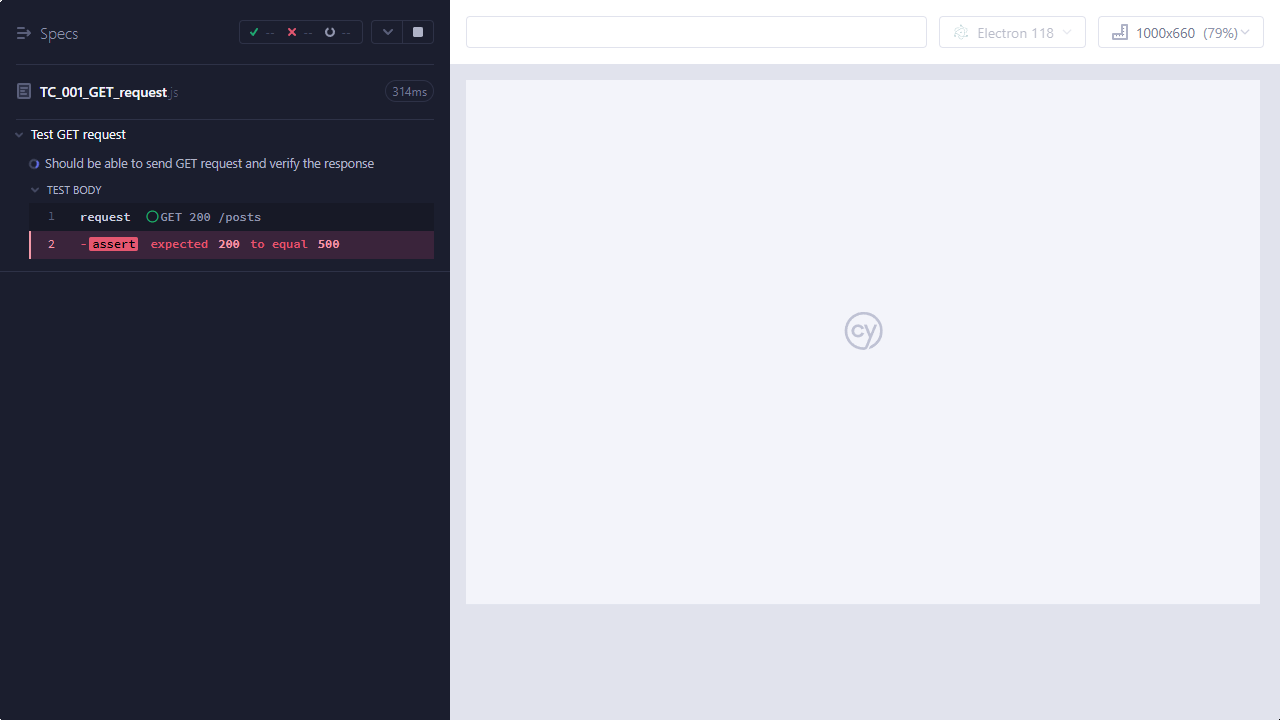 Specs
-- -- --
TC_001_GET_request.js
314ms
Test GET request
Should be able to send GET request and verify the response
TEST BODY
1 request GET 200 /posts
2 -assert expected 200 to equal 500
Electron 118
1000x660 (79%)
cy